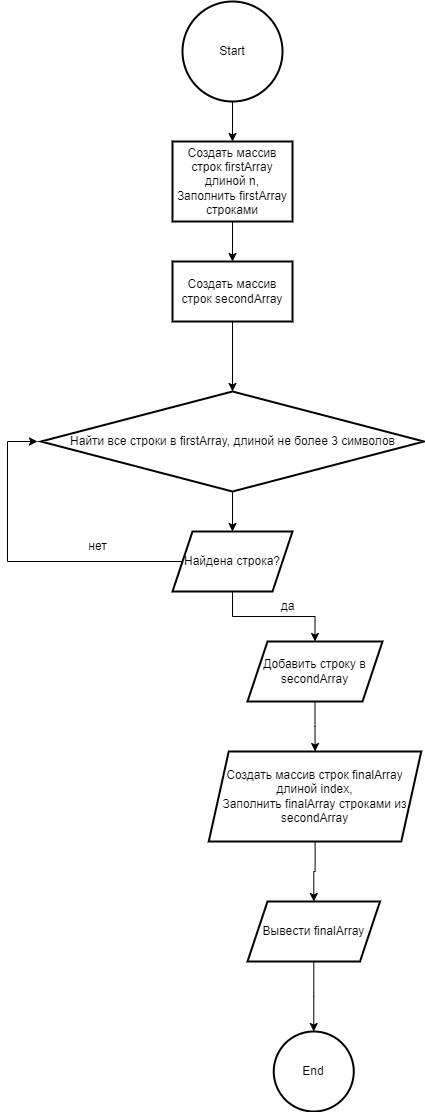 Start
Создать массив
строк firstArray
длиной n,
Заполнить firstArray
строками
Создать массив
строк secondArray
Найти все строки в firstArray, длиной не более 3 символов
нет
Найдена строка?
да
Добавить строку в
secondArray
Создать массив строк finalArray
длиной index,
Заполнить finalArray строками из
secondArray
Вывести finalArray
End